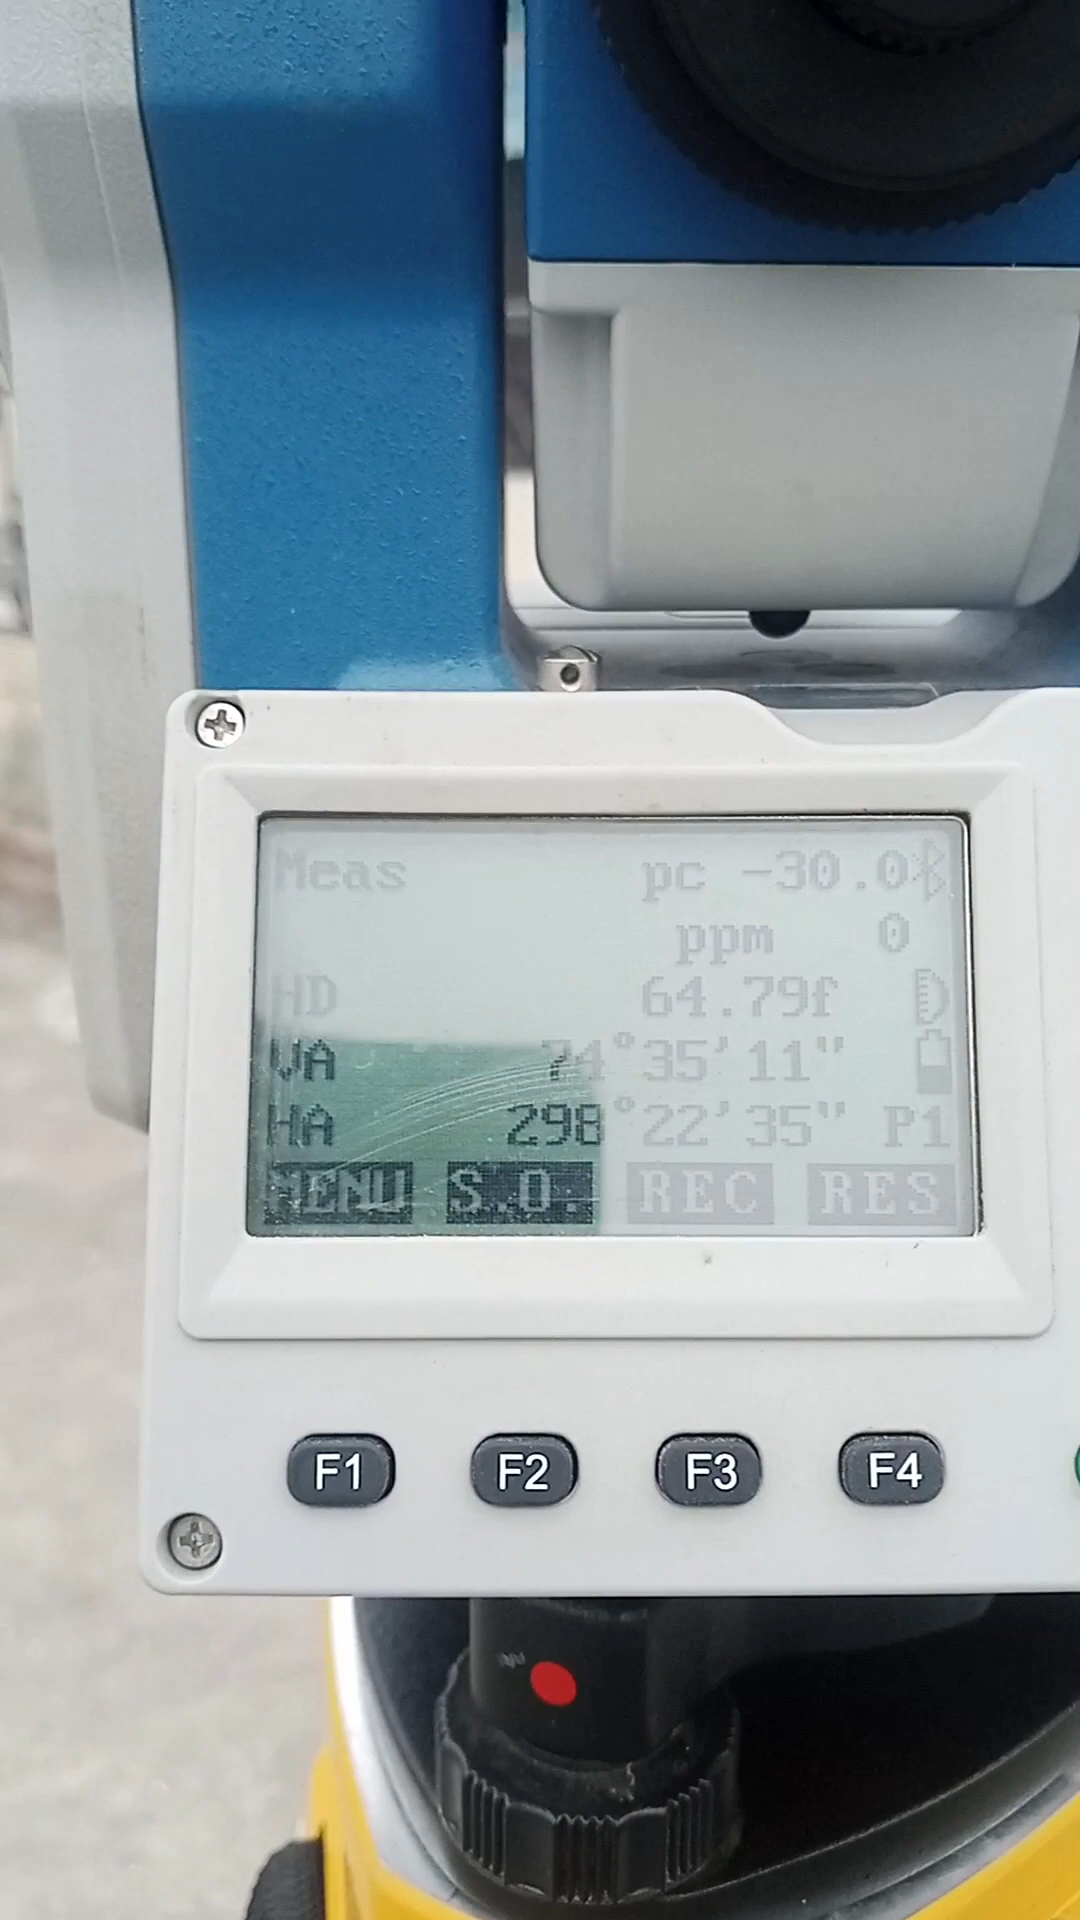 Meas pc -30.0
ppm 0
HD 64.79f
VA 74°35'11"
HA 298°22'35" P1
MENU S.O. REC RES
F1 F2 F3 F4